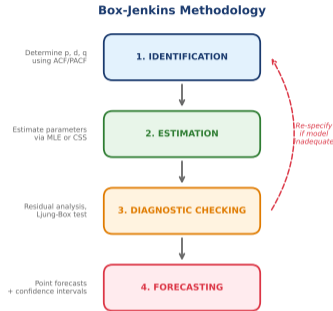 Box-Jenkins Methodology
Determine p, d, q
using ACF/PACF
1. IDENTIFICATION
Re-specify
if model
inadequate
Estimate parameters
via MLE or CSS
2. ESTIMATION
Residual analysis,
Ljung-Box test
3. DIAGNOSTIC CHECKING
Point forecasts
+ confidence intervals
4. FORECASTING